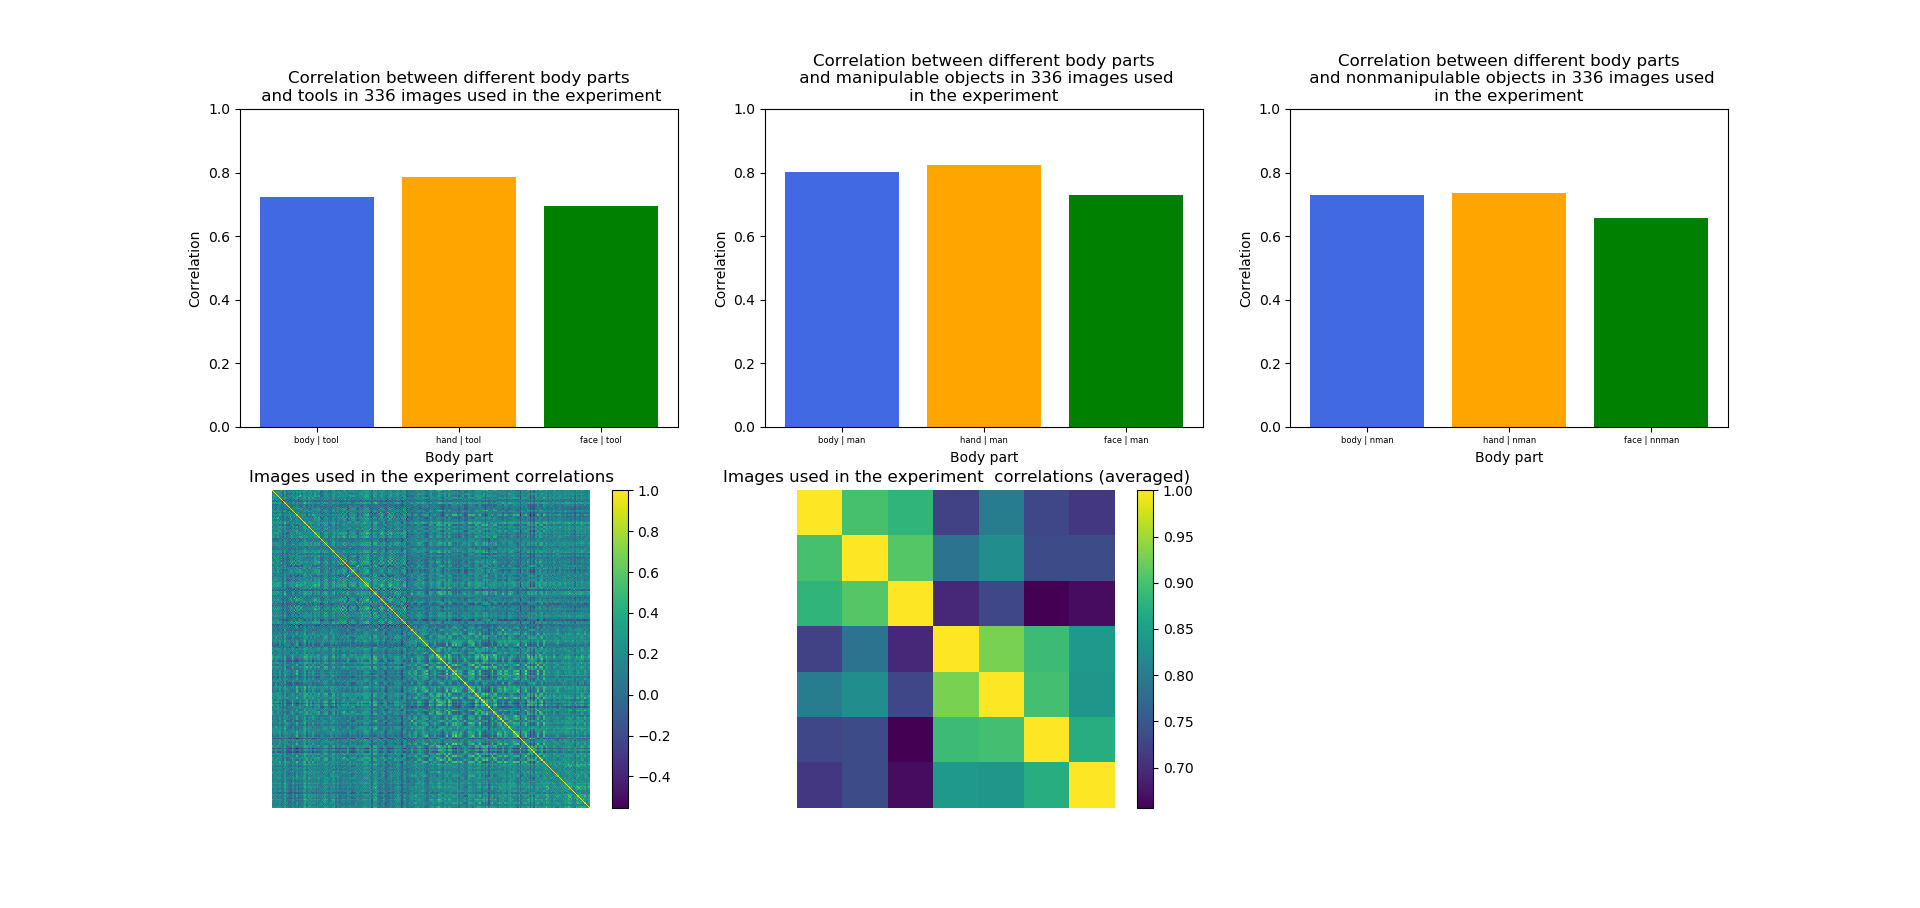 Correlation between different body parts
and tools in 336 images used in the experiment
1.0
0.8
0.6
0.4
0.2
0.0
Correlation
body | tool
hand | tool
face | tool
Body part
Correlation between different body parts
and manipulable objects in 336 images used
in the experiment
1.0
0.8
0.6
0.4
0.2
0.0
Correlation
body | man
hand | man
face | man
Body part
Correlation between different body parts
and nonmanipulable objects in 336 images used
in the experiment
1.0
0.8
0.6
0.4
0.2
0.0
Correlation
body | nman
hand | nman
face | nnman
Body part
Images used in the experiment correlations
1.0
0.8
0.6
0.4
0.2
0.0
−0.2
−0.4
Images used in the experiment  correlations (averaged)
1.00
0.95
0.90
0.85
0.80
0.75
0.70